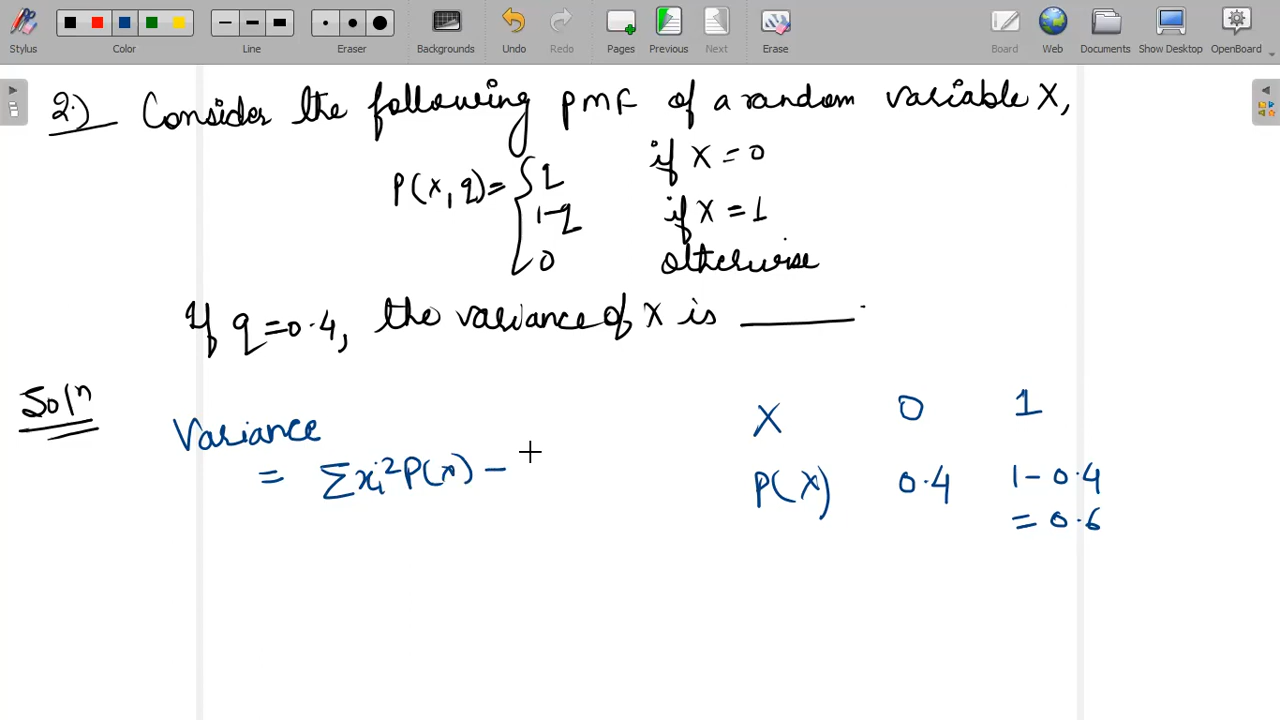 Stylus Color Line Eraser Backgrounds Undo Redo Pages Previous Next Erase Board Web Documents Show Desktop OpenBoard
2.) Consider the following PMF of a random variable X,
P(x, q) = { q if X = 0
1-q if X = 1
0 otherwise
If q = 0.4, the variance of X is ______.
Soln
Variance
= ∑xi²P(x) -
X 0 1
P(X) 0.4 1 - 0.4
= 0.6